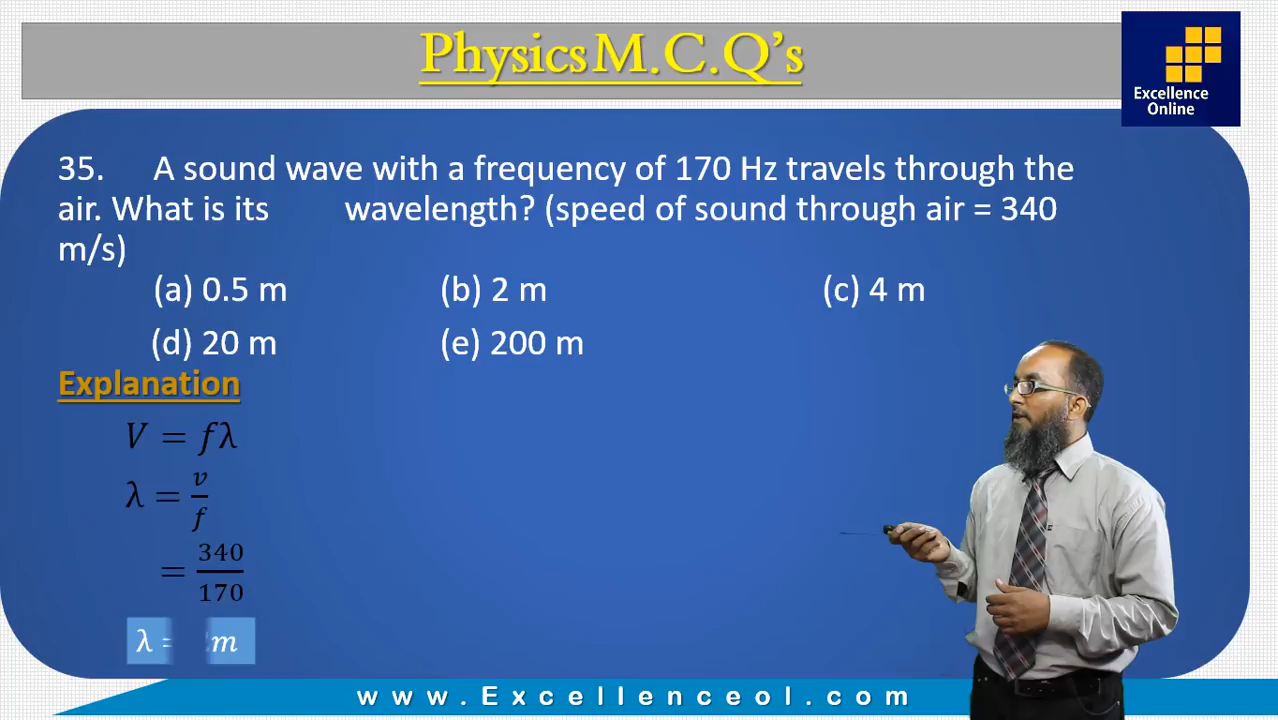 Physics M.C.Q's
Excellence
Online
35. A sound wave with a frequency of 170 Hz travels through the
air. What is its wavelength? (speed of sound through air = 340
m/s)
(a) 0.5 m (b) 2 m (c) 4 m
(d) 20 m (e) 200 m
Explanation
V = fλ
λ = v/f
= 340/170
λ = m
www.Excellenceol.com